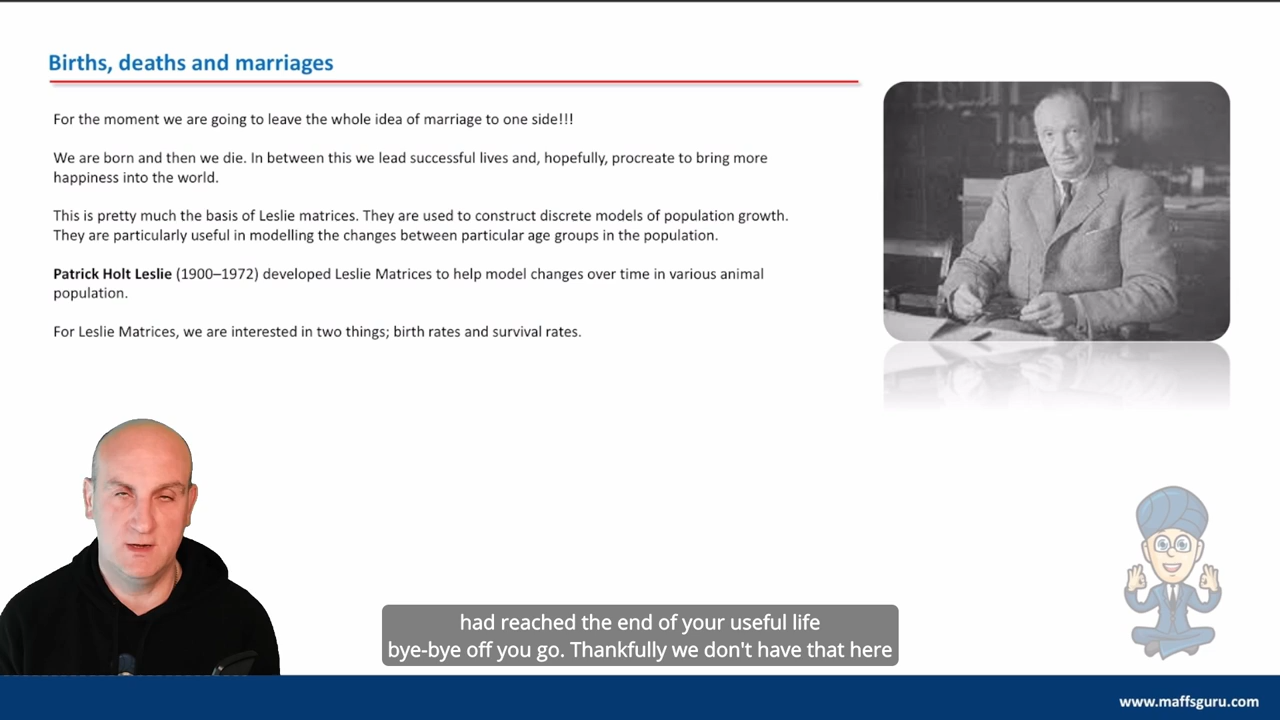 Births, deaths and marriages
For the moment we are going to leave the whole idea of marriage to one side!!!
We are born and then we die. In between this we lead successful lives and, hopefully, procreate to bring more
happiness into the world.
This is pretty much the basis of Leslie matrices. They are used to construct discrete models of population growth.
They are particularly useful in modelling the changes between particular age groups in the population.
Patrick Holt Leslie (1900–1972) developed Leslie Matrices to help model changes over time in various animal
population.
For Leslie Matrices, we are interested in two things; birth rates and survival rates.
had reached the end of your useful life
bye-bye off you go. Thankfully we don't have that here
www.maffsguru.com